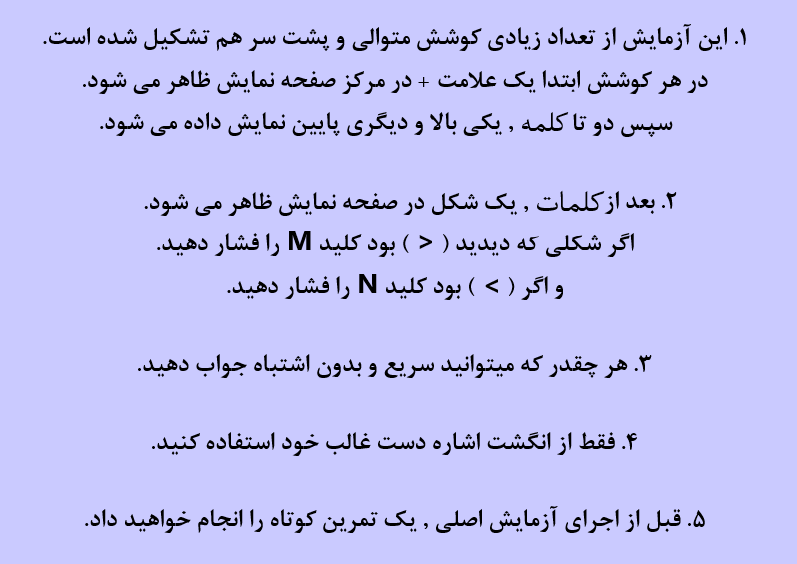 ۱. این آزمایش از تعداد زیادی کوشش متوالی و پشت سر هم تشکیل شده است.
در هر کوشش ابتدا یک علامت + در مرکز صفحه نمایش ظاهر می شود.
سپس دو تا کلمه , یکی بالا و دیگری پایین نمایش داده می شود.
۲. بعد از کلمات , یک شکل در صفحه نمایش ظاهر می شود.
اگر شکلی که دیدید ( > ) بود کلید M را فشار دهید.
و اگر ( < ) بود کلید N را فشار دهید.
۳. هر چقدر که میتوانید سریع و بدون اشتباه جواب دهید.
۴. فقط از انگشت اشاره دست غالب خود استفاده کنید.
۵. قبل از اجرای آزمایش اصلی , یک تمرین کوتاه را انجام خواهید داد.